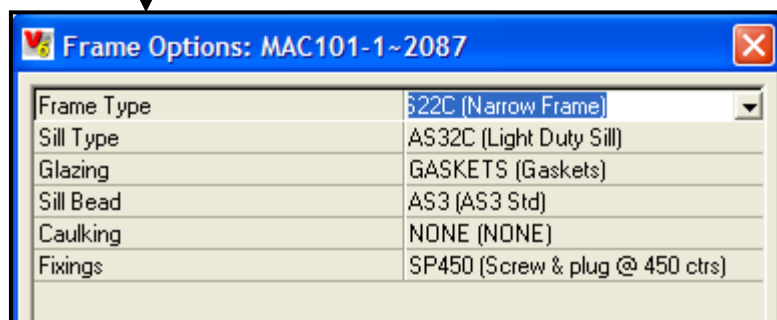 Frame Options: MAC101-1~2087
Frame Type S22C (Narrow Frame)
Sill Type AS32C (Light Duty Sill)
Glazing GASKETS (Gaskets)
Sill Bead AS3 (AS3 Std)
Caulking NONE (NONE)
Fixings SP450 (Screw & plug @ 450 ctrs)